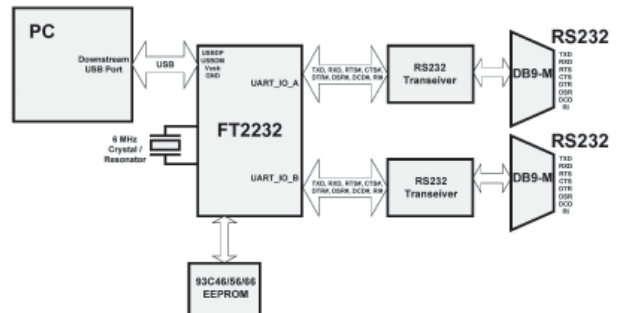 PC
Downstream
USB Port
USB
USBDP
USBDM
Vusb
GND
UART_IO_A
FT2232
UART_IO_B
6 MHz
Crystal /
Resonator
TXD, RXD, RTS#, CTS#,
DTR#, DSR#, DCD#, RI#
RS232
Transeiver
DB9-M
RS232
TXD
RXD
RTS
CTS
DTR
DSR
DCD
RI
TXD, RXD, RTS#, CTS#,
DTR#, DSR#, DCD#, RI#
RS232
Transeiver
DB9-M
RS232
TXD
RXD
RTS
CTS
DTR
DSR
DCD
RI
93C46/56/66
EEPROM